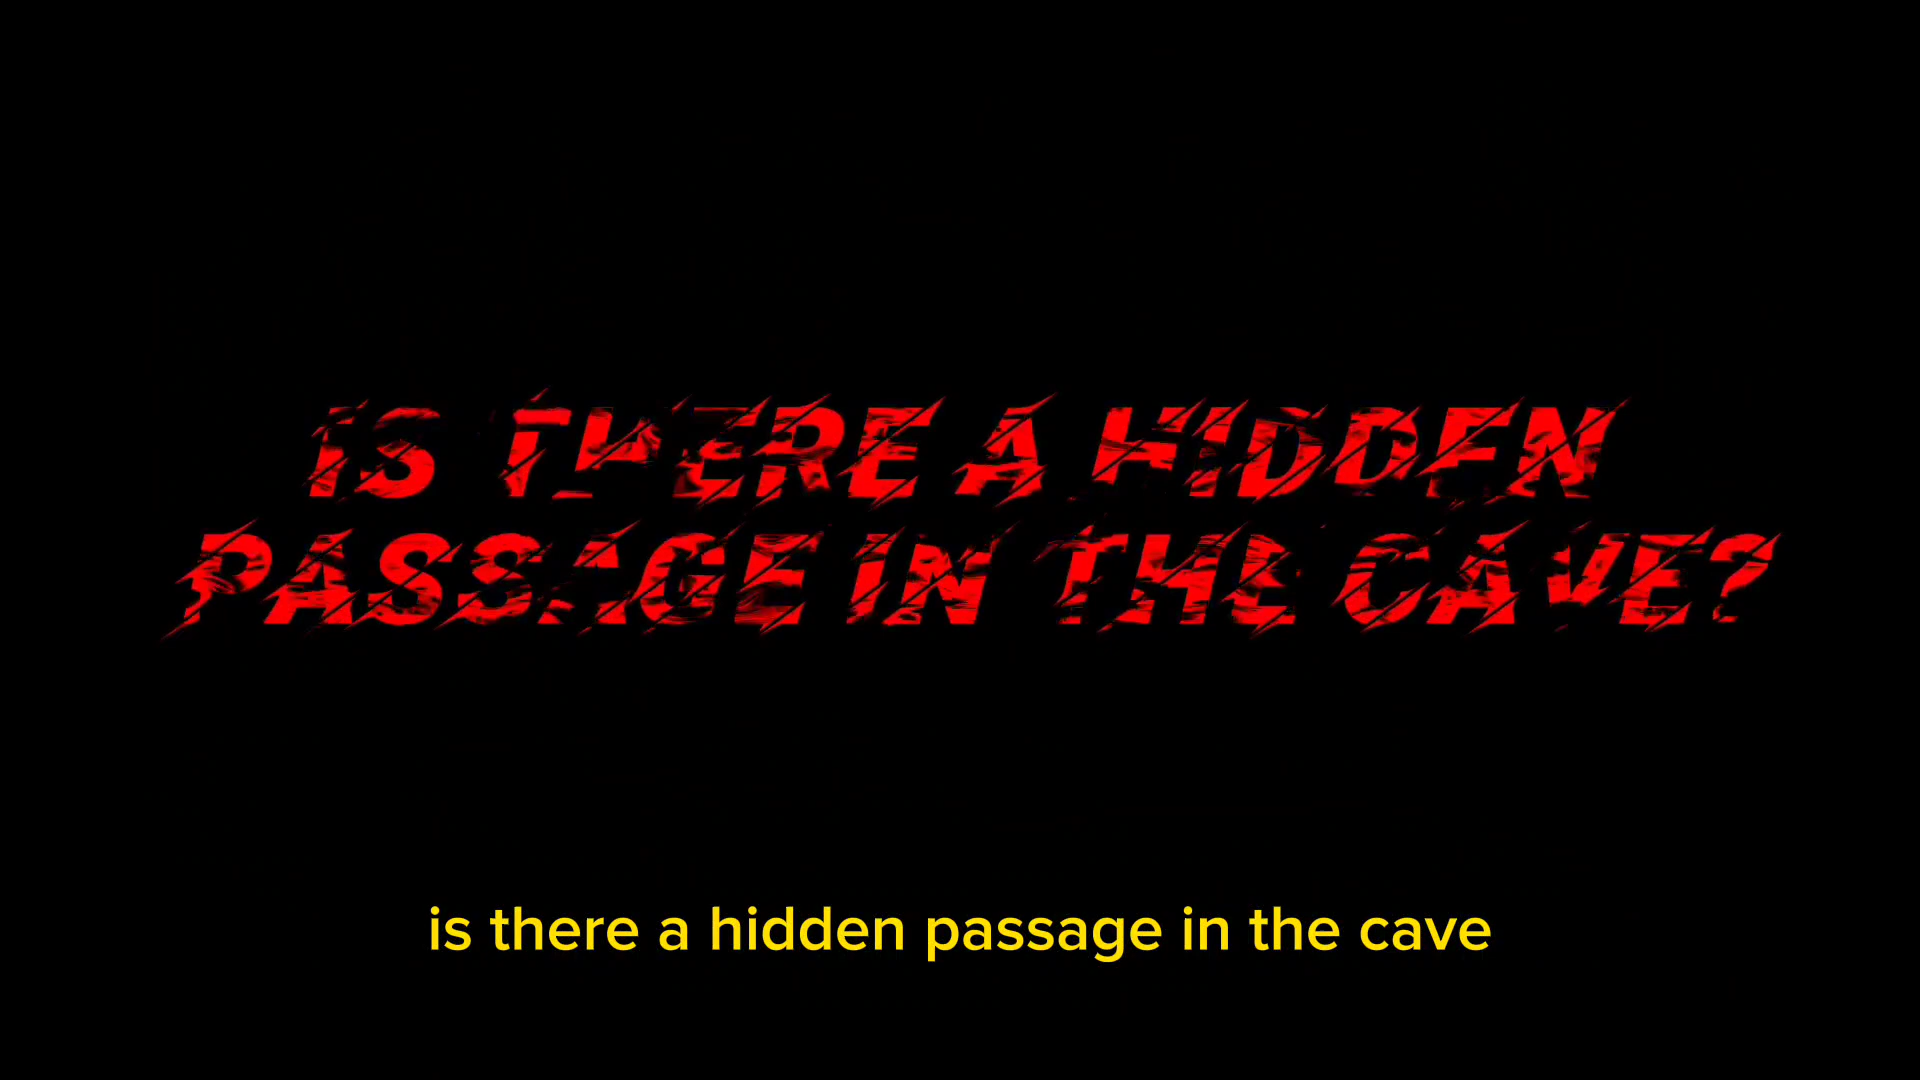 IS THERE A HIDDEN
PASSAGE IN THE CAVE?
is there a hidden passage in the cave